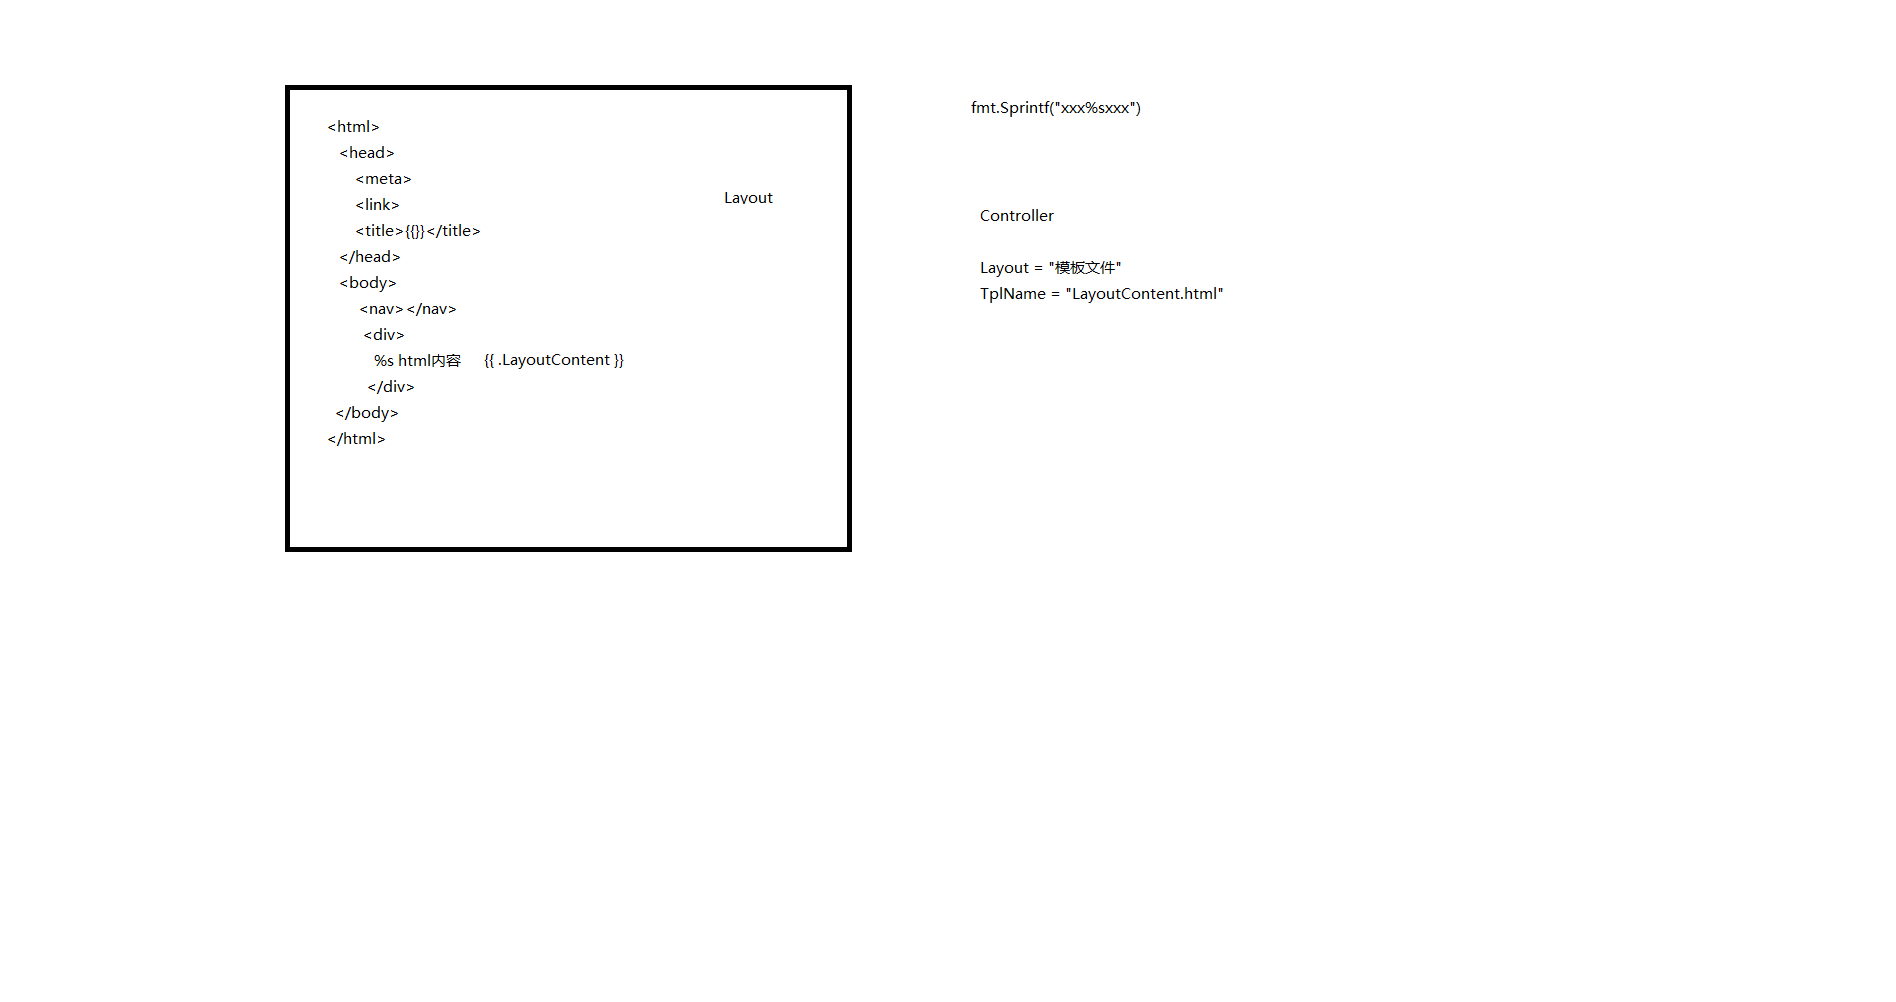 <html>
<head>
<meta>
<link>
Layout
<title>{{}}</title>
</head>
<body>
<nav></nav>
<div>
%s html内容 {{ .LayoutContent }}
</div>
</body>
</html>
fmt.Sprintf("xxx%sxxx")
Controller
Layout = "模板文件"
TplName = "LayoutContent.html"